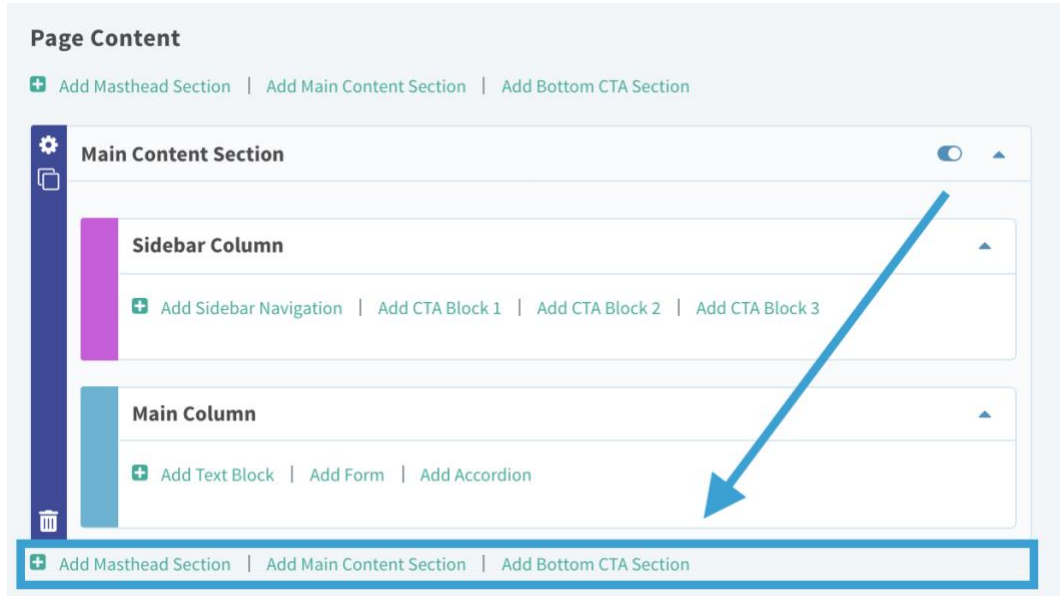 Page Content
Add Masthead Section | Add Main Content Section | Add Bottom CTA Section
Main Content Section
Sidebar Column
Add Sidebar Navigation | Add CTA Block 1 | Add CTA Block 2 | Add CTA Block 3
Main Column
Add Text Block | Add Form | Add Accordion
Add Masthead Section | Add Main Content Section | Add Bottom CTA Section